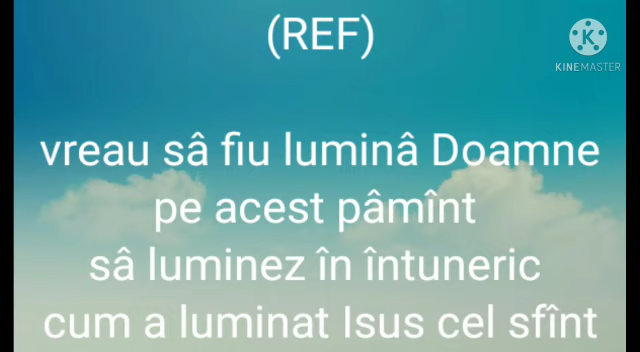 (REF)
KINEMASTER
vreau sâ fiu luminâ Doamne
pe acest pâmînt
sâ luminez în întuneric
cum a luminat Isus cel sfînt